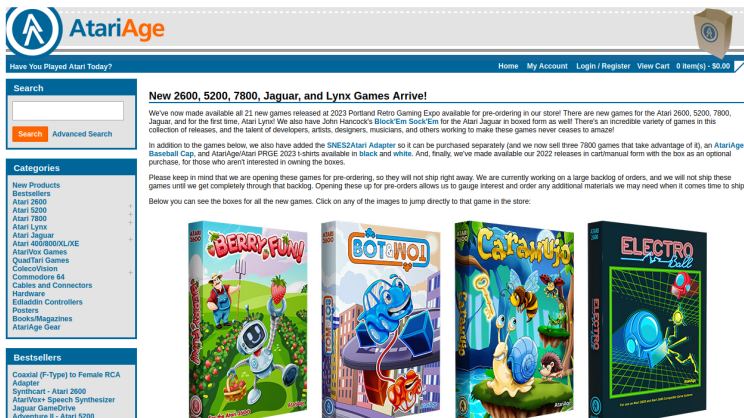 AtariAge
Have You Played Atari Today?
Home My Account Login / Register View Cart 0 item(s) - $0.00
Search
Search
Advanced Search
Categories
New Products
Bestsellers
Atari 2600
Atari 5200
Atari 7800
Atari Lynx
Atari Jaguar
Atari 400/800/XL/XE
AtariVox Games
QuadTari Games
ColecoVision
Commodore 64
Cables and Connectors
Hardware
Edladdin Controllers
Posters
Books/Magazines
AtariAge Gear
Bestsellers
Coaxial (F-Type) to Female RCA
Adapter
Synthcart - Atari 2600
AtariVox+ Speech Synthesizer
Jaguar GameDrive
Adventure II - Atari 5200
New 2600, 5200, 7800, Jaguar, and Lynx Games Arrive!
We've now made available all 21 new games released at 2023 Portland Retro Gaming Expo available for pre-ordering in our store! There are new games for the Atari 2600, 5200, 7800,
Jaguar, and for the first time, Atari Lynx! We also have John Hancock's Block'Em Sock'Em for the Atari Jaguar in boxed form as well! There's an incredible variety of games in this
collection of releases, and the talent of developers, artists, designers, musicians, and others working to make these games never ceases to amaze!
In addition to the games below, we also have added the SNES2Atari Adapter so it can be purchased separately (and we now sell three 7800 games that take advantage of it), an AtariAge
Baseball Cap, and AtariAge/Atari PRGE 2023 t-shirts available in black and white. And, finally, we've made available our 2022 releases in cart/manual form with the box as an optional
purchase, for those who aren't interested in owning the boxes.
Please keep in mind that we are opening these games for pre-ordering, so they will not ship right away. We are currently working on a large backlog of orders, and we will not ship these
games until we get completely through that backlog. Opening these up for pre-orders allows us to gauge interest and order any additional materials we may need when it comes time to ship
Below you can see the boxes for all the new games. Click on any of the images to jump directly to that game in the store:
ATARI
2600
BERRY FUN!
AtariAge
ATARI
2600
BOT&TOM
AtariAge
ATARI
2600
Caramujo
AtariAge
ATARI
2600
ELECTRO
Ball
AtariAge